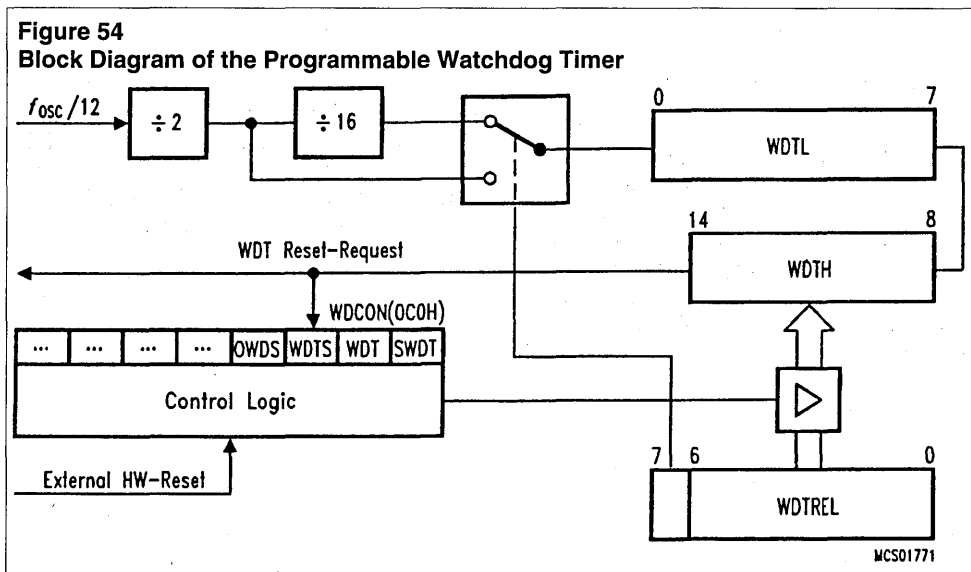 Figure 54
Block Diagram of the Programmable Watchdog Timer
fosc/12
÷ 2
÷ 16
0 7
WDTL
14 8
WDTH
WDT Reset-Request
WDCON(0C0H)
... ... ... ... OWDS WDTS WDT SWDT
Control Logic
External HW-Reset
7 6 0
WDTREL
MCS01771